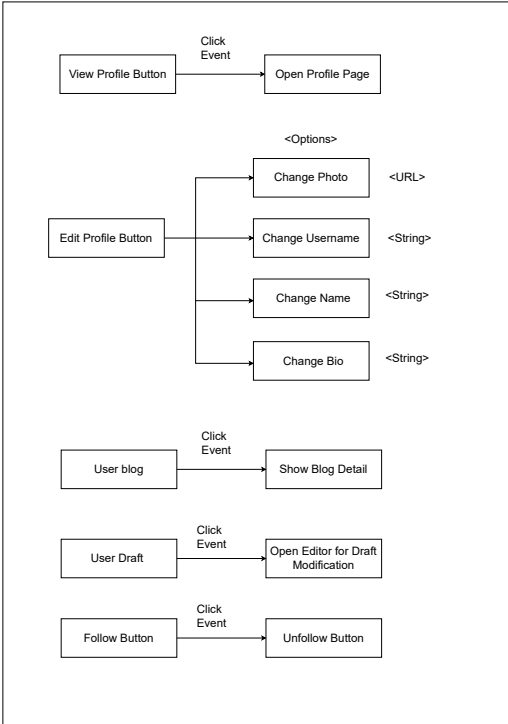 Click
Event
View Profile Button
Open Profile Page
<Options>
Change Photo
<URL>
Edit Profile Button
Change Username
<String>
Change Name
<String>
Change Bio
<String>
Click
Event
User blog
Show Blog Detail
Click
Event
User Draft
Open Editor for Draft
Modification
Click
Event
Follow Button
Unfollow Button